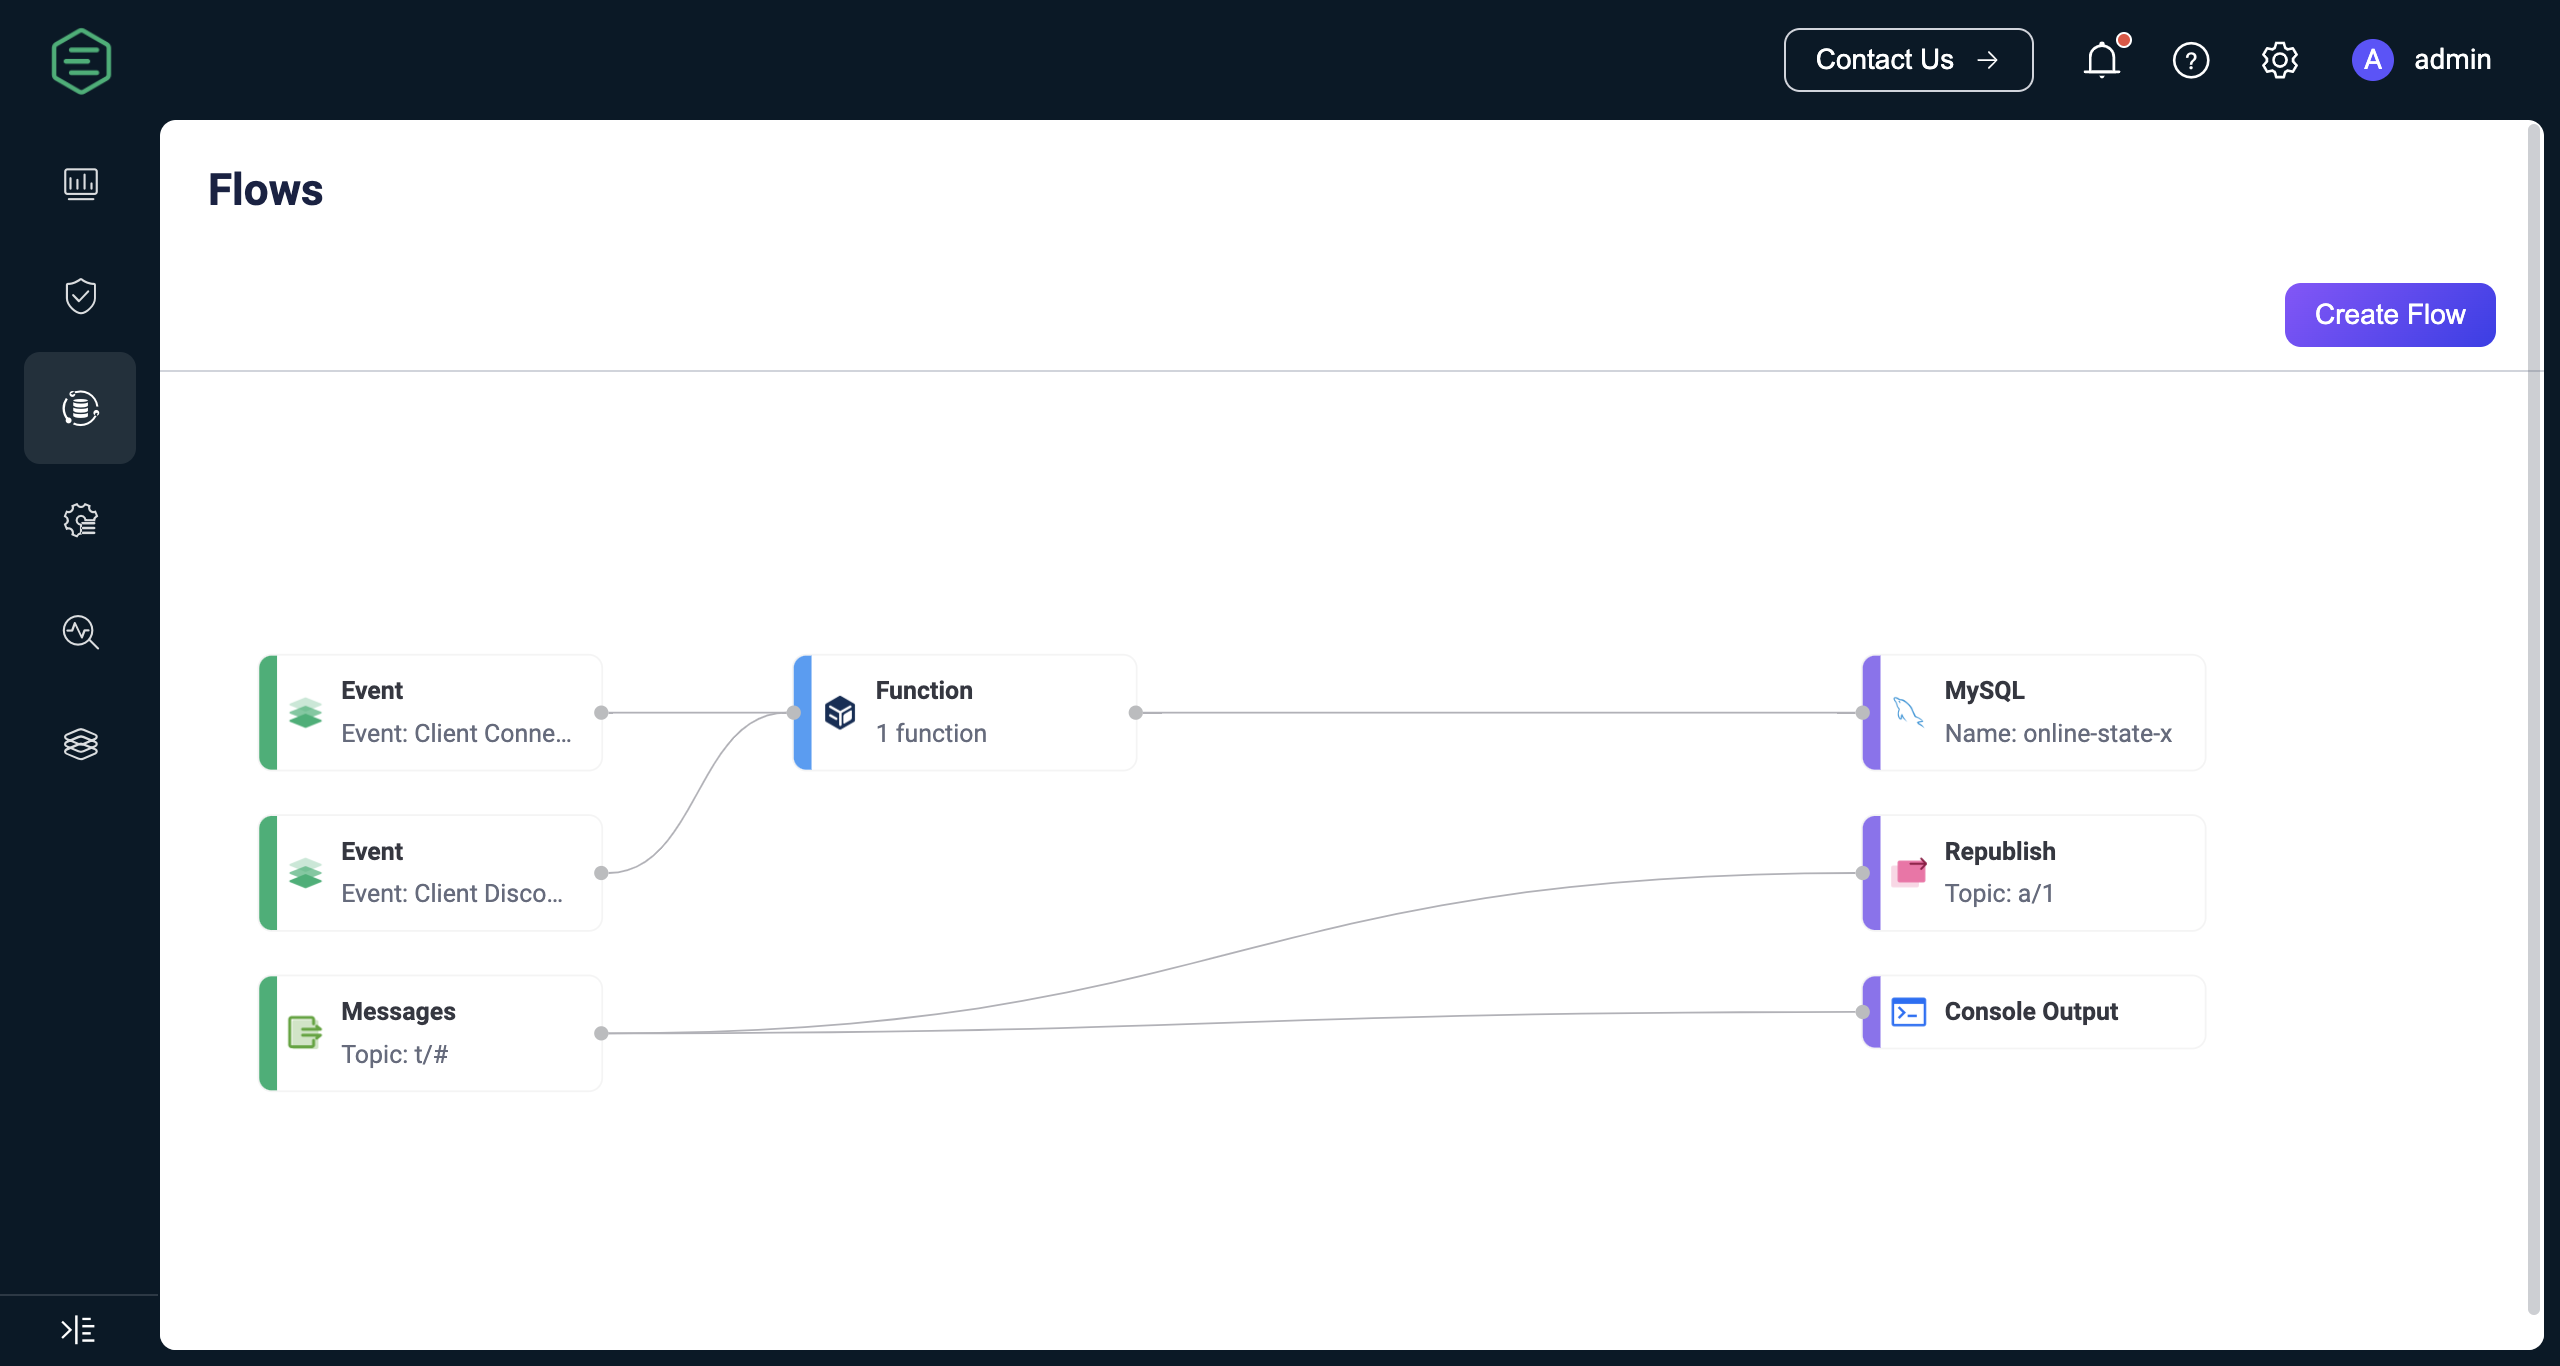 Contact Us
A admin
Flows
Create Flow
Event
Event: Client Conne...
Function
1 function
MySQL
Name: online-state-x
Event
Event: Client Disco...
Republish
Topic: a/1
Messages
Topic: t/#
Console Output